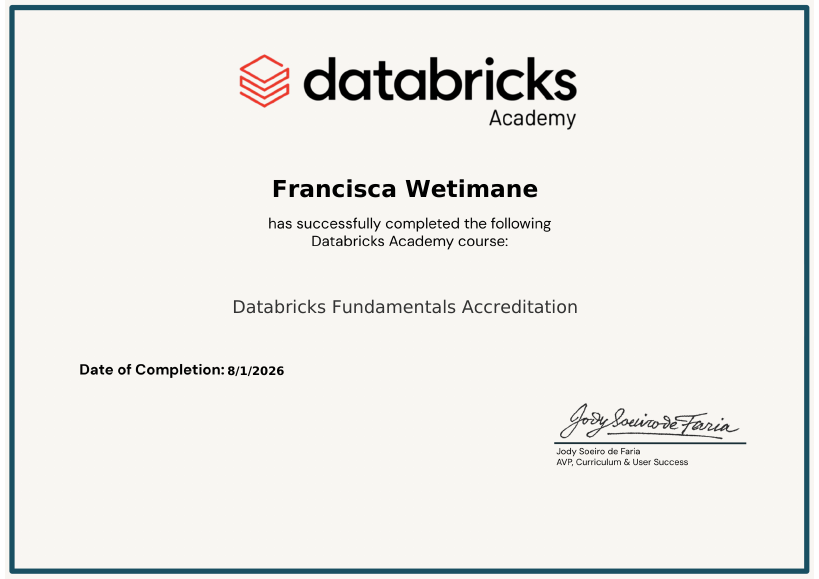 databricks
Academy
Francisca Wetimane
has successfully completed the following
Databricks Academy course:
Databricks Fundamentals Accreditation
Date of Completion: 8/1/2026
Jody Soeiro de Faria
Jody Soeiro de Faria
AVP, Curriculum & User Success